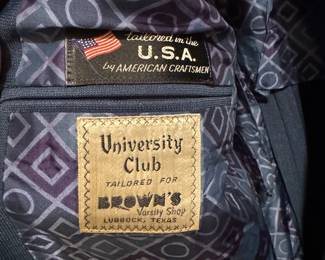 tailored in the
U.S.A.
by AMERICAN CRAFTSMEN
University
Club
TAILORED FOR
BROWN'S
Varsity Shop
LUBBOCK, TEXAS